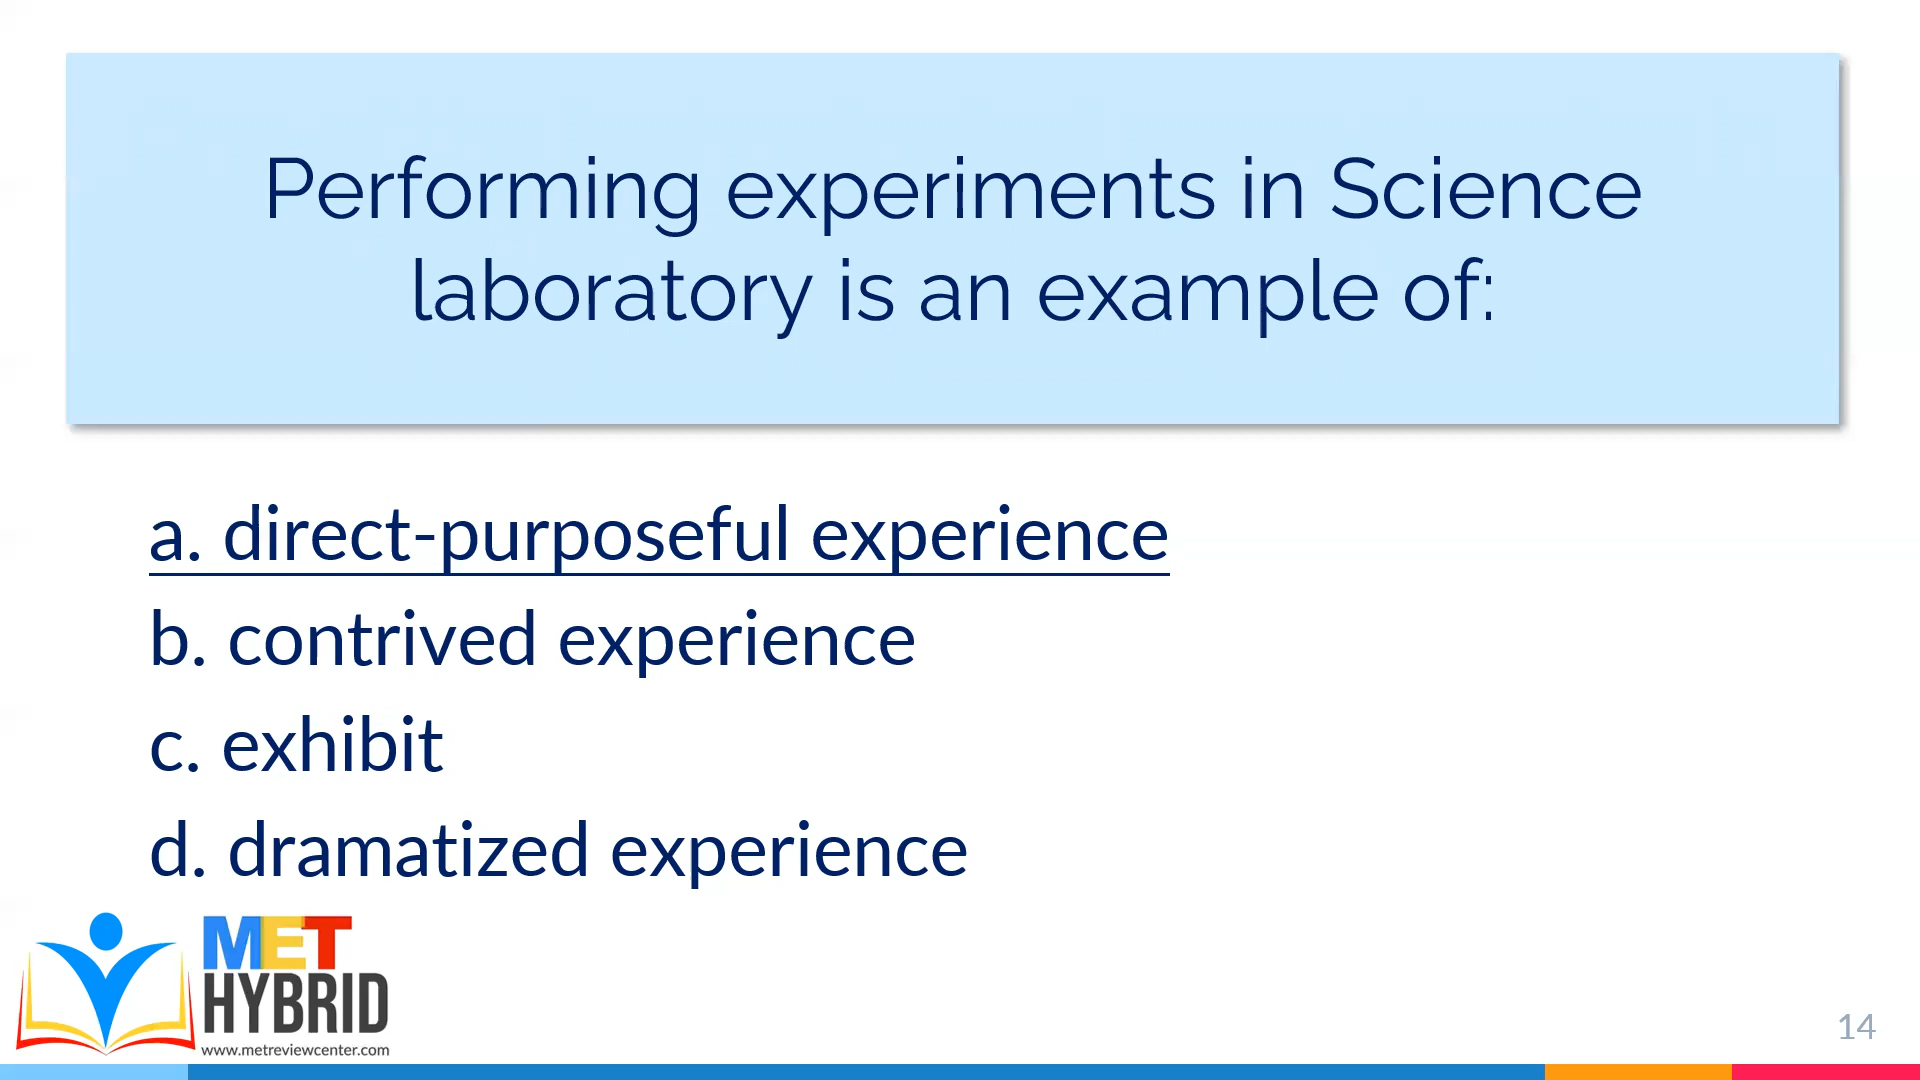 Performing experiments in Science
laboratory is an example of:
a. direct-purposeful experience
b. contrived experience
c. exhibit
d. dramatized experience
MET
HYBRID
www.metreviewcenter.com
14